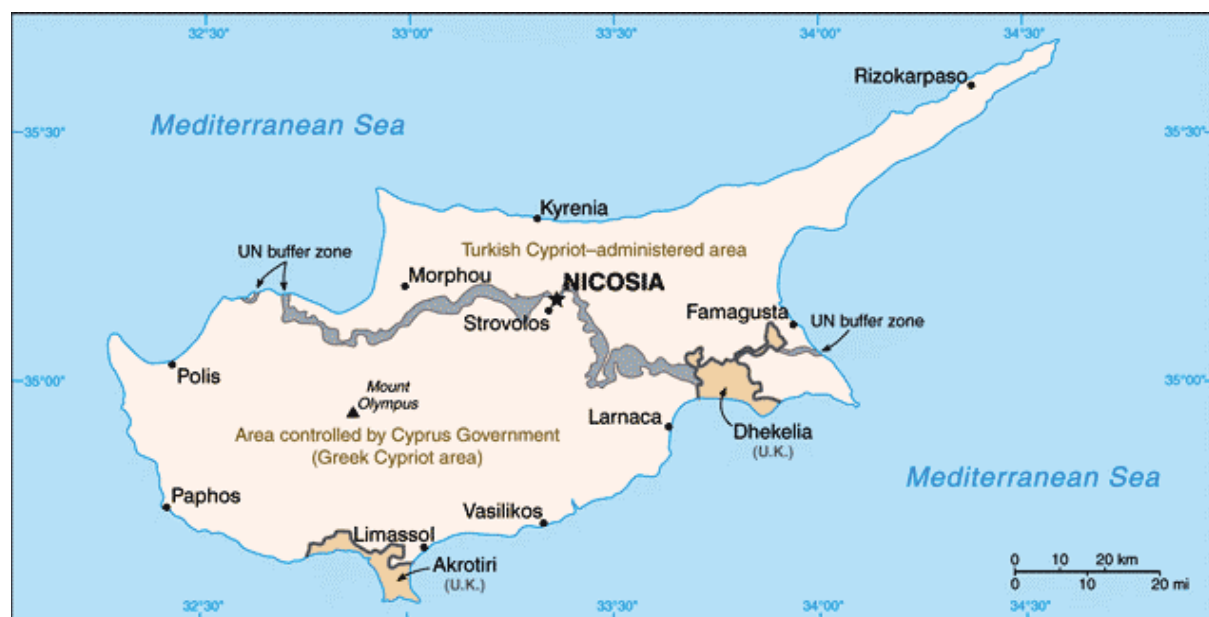 32°30" 33°00" 33°30" 34°00" 34°30"
Rizokarpaso
Mediterranean Sea
35°30" 35°30"
Kyrenia
UN buffer zone
Turkish Cypriot–administered area
Morphou
NICOSIA
Strovolos
Famagusta
UN buffer zone
Polis
35°00" 35°00"
Mount
Olympus
Larnaca
Dhekelia
(U.K.)
Area controlled by Cyprus Government
(Greek Cypriot area)
Mediterranean Sea
Paphos
Vasilikos
Limassol
Akrotiri
(U.K.)
0 10 20 km
0 10 20 mi
32°30" 33°30" 34°00" 34°30"